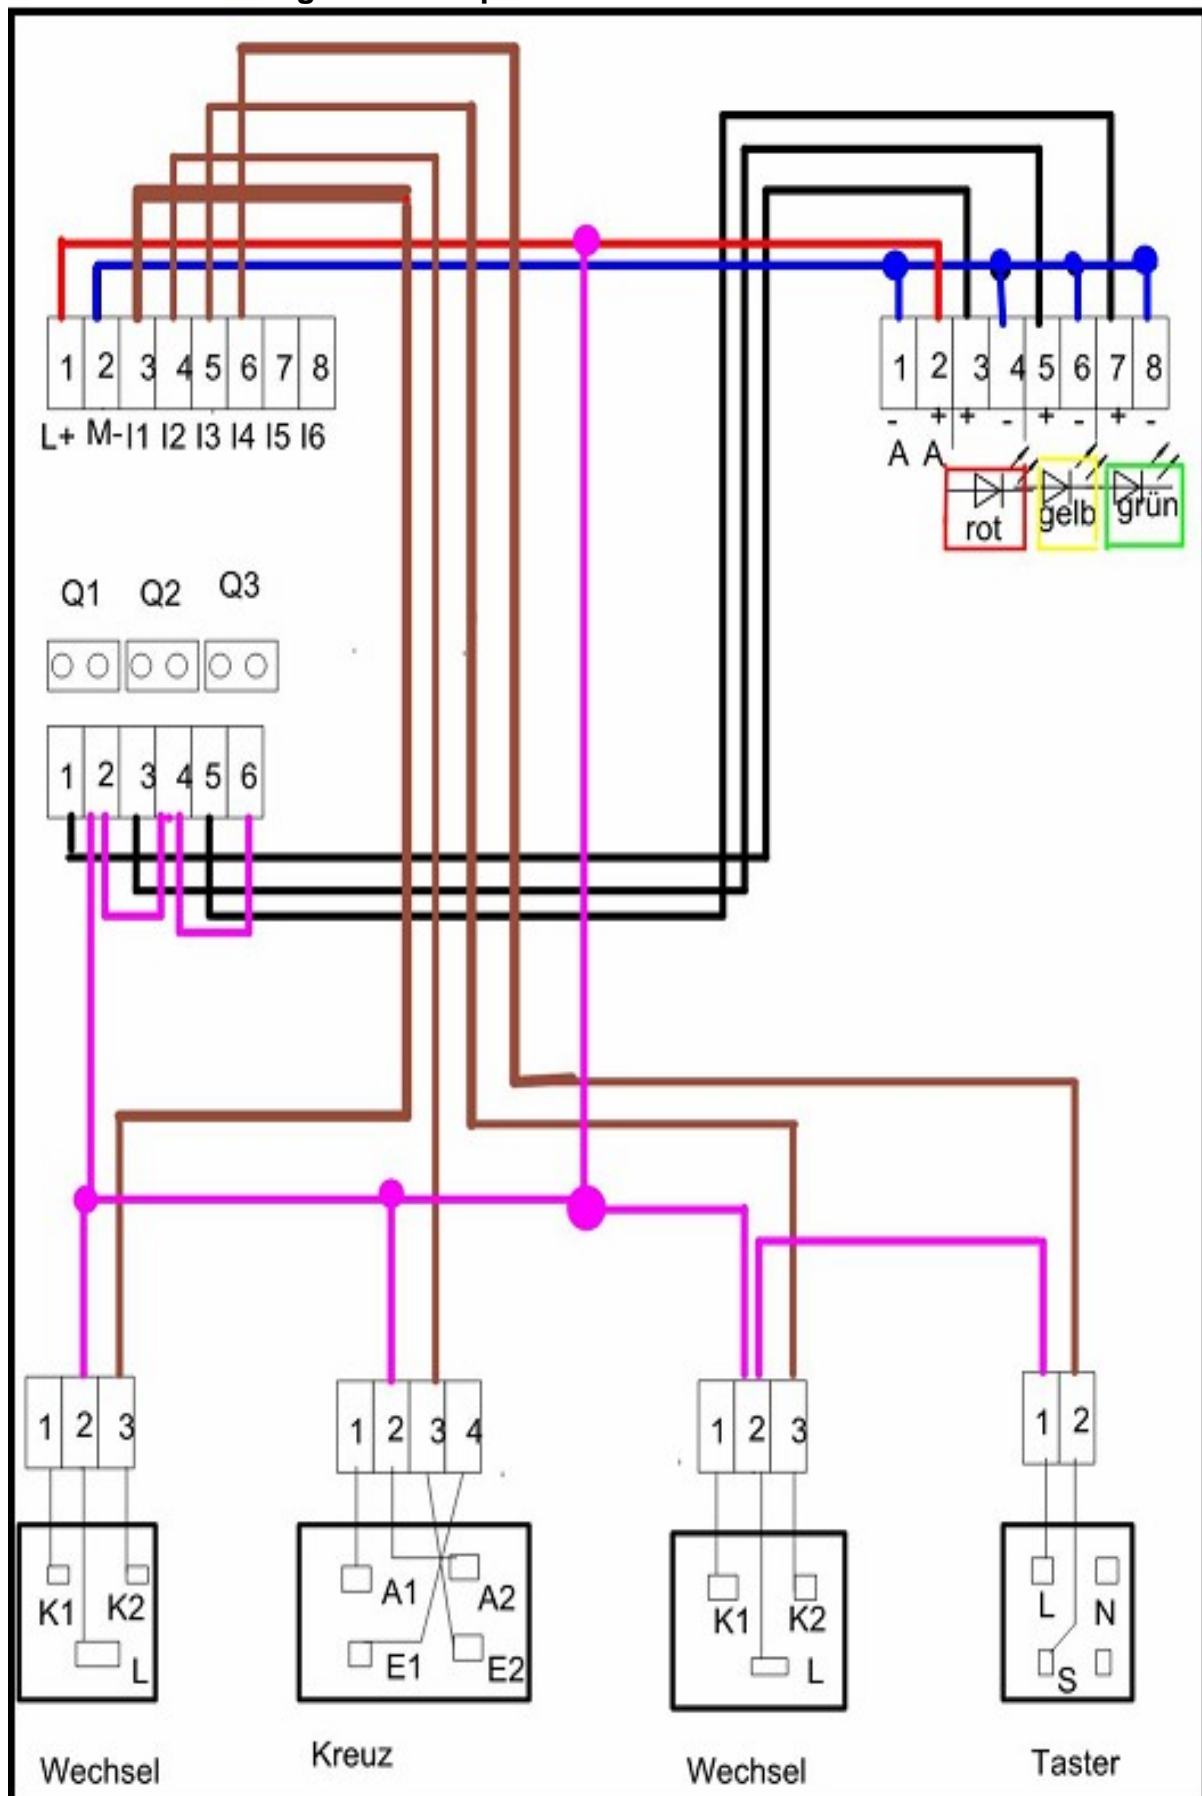 1 2 3 4 5 6 7 8
L+ M- I1 I2 I3 I4 I5 I6
1 2 3 4 5 6 7 8
- + + - + - + -
A A
rot gelb grün
Q1 Q2 Q3
1 2 3 4 5 6
1 2 3
1 2 3 4
1 2 3
1 2
K1 K2
L
A1 A2
E1 E2
K1 K2
L
L N
S
Wechsel
Kreuz
Wechsel
Taster